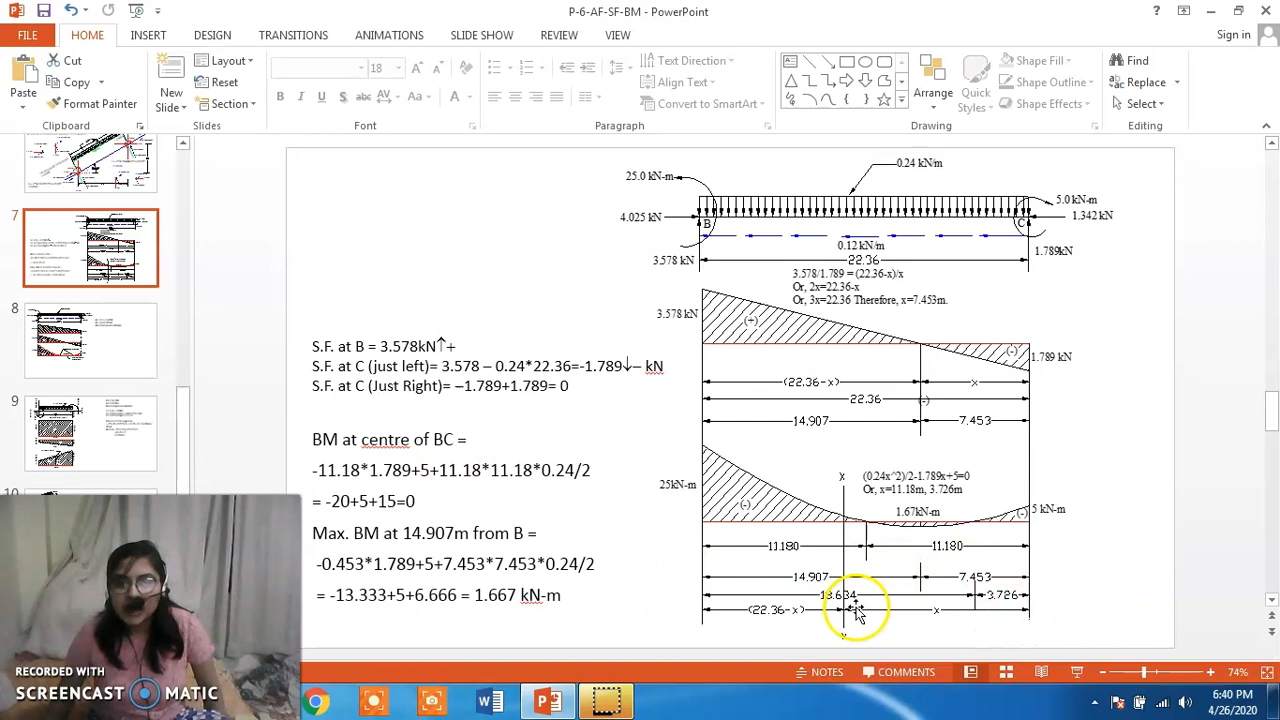 P-6-AF-SF-BM - PowerPoint
?
FILE HOME INSERT DESIGN TRANSITIONS ANIMATIONS SLIDE SHOW REVIEW VIEW
Sign in
Paste
Cut
Copy
Format Painter
Clipboard
New Slide
Layout
Reset
Section
Slides
18
Font
Text Direction
Align Text
Convert to SmartArt
Paragraph
Arrange
Quick Styles
Shape Fill
Shape Outline
Shape Effects
Drawing
Find
Replace
Select
Editing
7
8
9
0.24 kN/m
25.0 kN-m
5.0 kN-m
4.025 kN
B
C
1.342 kN
0.12 kN/m
22.36
3.578 kN
1.789kN
3.578/1.789 = (22.36-x)/x
Or, 2x=22.36-x
Or, 3x=22.36 Therefore, x=7.453m.
3.578 kN
(+)
(-)
1.789 kN
(22.36-x)
x
22.36
(-)
14.907
7.453
S.F. at B = 3.578kN↑+
S.F. at C (just left)= 3.578 – 0.24*22.36=-1.789↓– kN
S.F. at C (Just Right)= –1.789+1.789= 0
BM at centre of BC =
-11.18*1.789+5+11.18*11.18*0.24/2
= -20+5+15=0
Max. BM at 14.907m from B =
-0.453*1.789+5+7.453*7.453*0.24/2
= -13.333+5+6.666 = 1.667 kN-m
X
(0.24x^2)/2-1.789x+5=0
Or, x=11.18m, 3.726m
25kN-m
(-)
1.67kN-m
(-)
5 kN-m
11.180
11.180
14.907
7.453
18.634
3.726
(22.36-x)
x
RECORDED WITH
SCREENCAST MATIC
NOTES
COMMENTS
74%
6:40 PM
4/26/2020